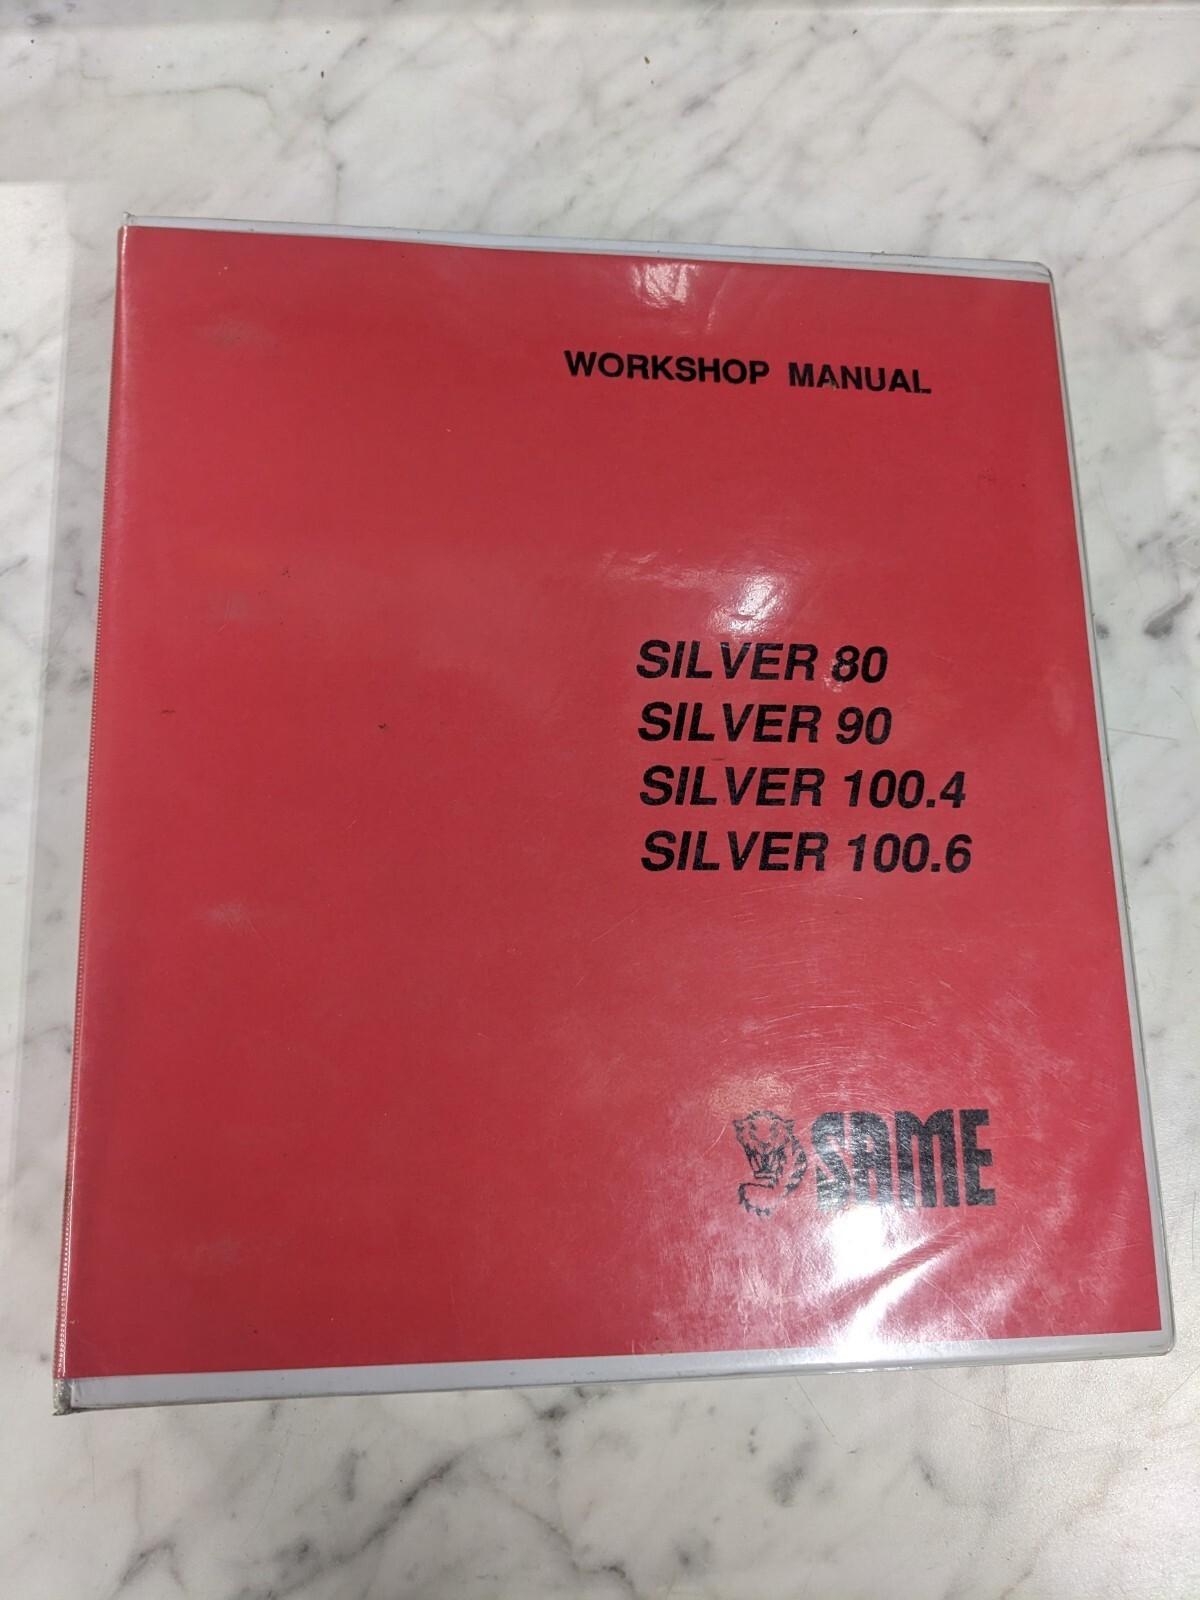 WORKSHOP MANUAL
SILVER 80
SILVER 90
SILVER 100.4
SILVER 100.6
SAME